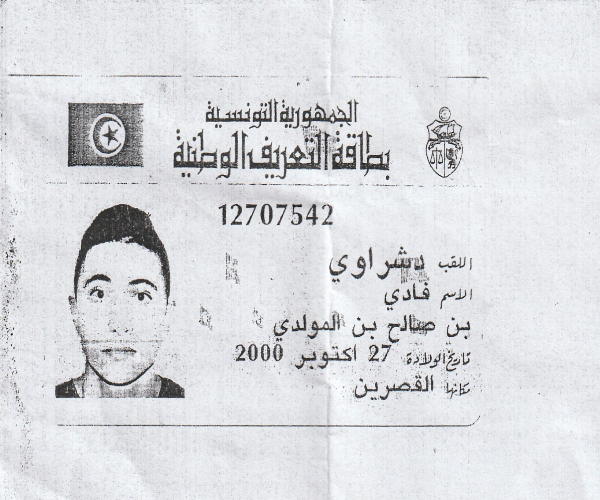 الجمهورية التونسية
بطاقة التعريف الوطنية
12707542
اللقب دشراوي
الاسم فادي
بن صالح بن المولدي
تاريخ الولادة 27 اكتوبر 2000
مكانها القصرين